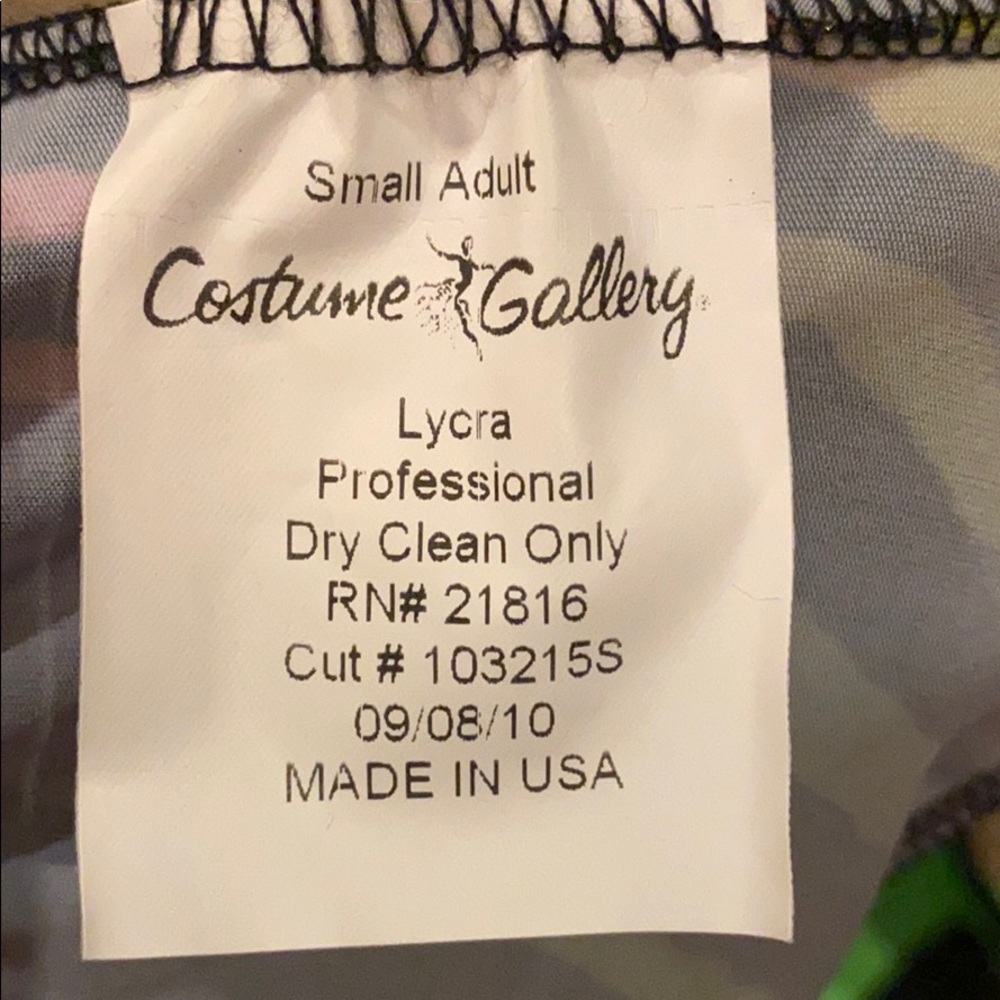 Small Adult
Costume Gallery
Lycra
Professional
Dry Clean Only
RN# 21816
Cut # 103215S
09/08/10
MADE IN USA